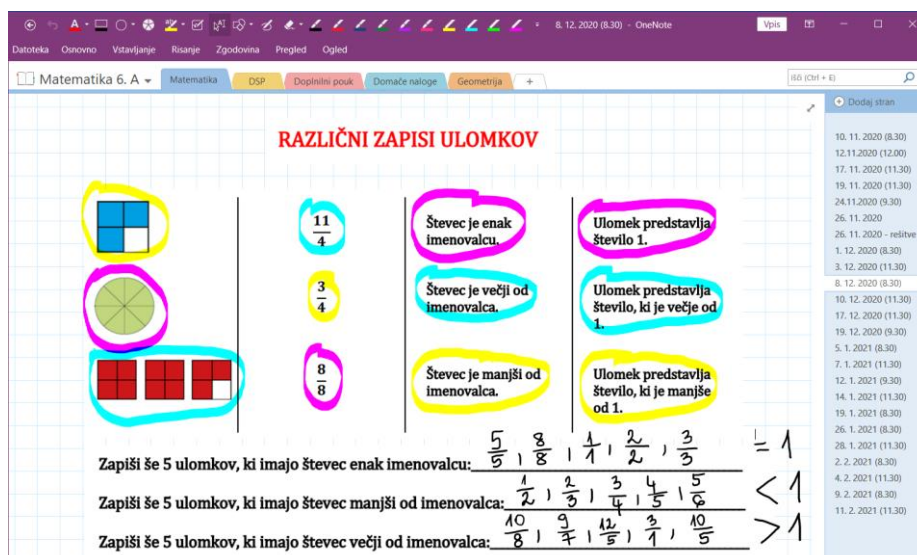 8. 12. 2020 (8.30) - OneNote
Vpis
Datoteka Osnovno Vstavljanje Risanje Zgodovina Pregled Ogled
Matematika 6. A
Matematika
DSP
Doplnilni pouk
Domače naloge
Geometrija
+
Išči (Ctrl + E)
Dodaj stran
RAZLIČNI ZAPISI ULOMKOV
11/4
Števec je enak
imenovalcu.
Ulomek predstavlja
število 1.
3/4
Števec je večji od
imenovalca.
Ulomek predstavlja
število, ki je večje od
1.
8/8
Števec je manjši od
imenovalca.
Ulomek predstavlja
število, ki je manjše
od 1.
Zapiši še 5 ulomkov, ki imajo števec enak imenovalcu: 5/5, 8/8, 1/1, 2/2, 3/3 = 1
Zapiši še 5 ulomkov, ki imajo števec manjši od imenovalca: 1/2, 2/3, 3/4, 4/5, 5/6 < 1
Zapiši še 5 ulomkov, ki imajo števec večji od imenovalca: 10/8, 9/7, 12/5, 3/1, 10/5 > 1
10. 11. 2020 (8.30)
12.11.2020 (12.00)
17. 11. 2020 (11.30)
19. 11. 2020 (11.30)
24.11.2020 (9.30)
26. 11. 2020
26. 11. 2020 - rešitve
1. 12. 2020 (8.30)
3. 12. 2020 (11.30)
8. 12. 2020 (8.30)
10. 12. 2020 (11.30)
17. 12. 2020 (11.30)
19. 12. 2020 (9.30)
5. 1. 2021 (8.30)
7. 1. 2021 (11.30)
12. 1. 2021 (9.30)
14. 1. 2021 (11.30)
19. 1. 2021 (8.30)
26. 1. 2021 (8.30)
28. 1. 2021 (11.30)
2. 2. 2021 (8.30)
4. 2. 2021 (11.30)
9. 2. 2021 (8.30)
11. 2. 2021 (11.30)